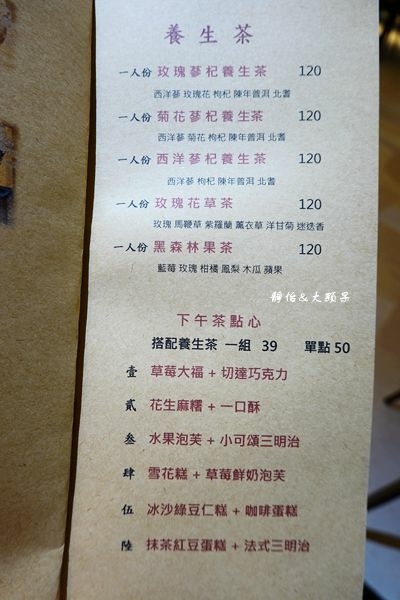 養生茶
一人份 玫瑰蔘杞養生茶 120
西洋蔘 玫瑰花 枸杞 陳年普洱 北耆
一人份 菊花蔘杞養生茶 120
西洋蔘 菊花 枸杞 陳年普洱 北耆
一人份 西洋蔘杞養生茶 120
西洋蔘 枸杞 陳年普洱 北耆
一人份 玫瑰花草茶 120
玫瑰 馬鞭草 紫羅蘭 薰衣草 洋甘菊 迷迭香
一人份 黑森林果茶 120
藍莓 玫瑰 柑橘 鳳梨 木瓜 蘋果
靜怡&大顆呆
下午茶點心
搭配養生茶 一組 39 單點 50
壹 草莓大福 + 切達巧克力
貳 花生麻糬 + 一口酥
叁 水果泡芙 + 小可頌三明治
肆 雪花糕 + 草莓鮮奶泡芙
伍 冰沙綠豆仁糕 + 咖啡蛋糕
陸 抹茶紅豆蛋糕 + 法式三明治